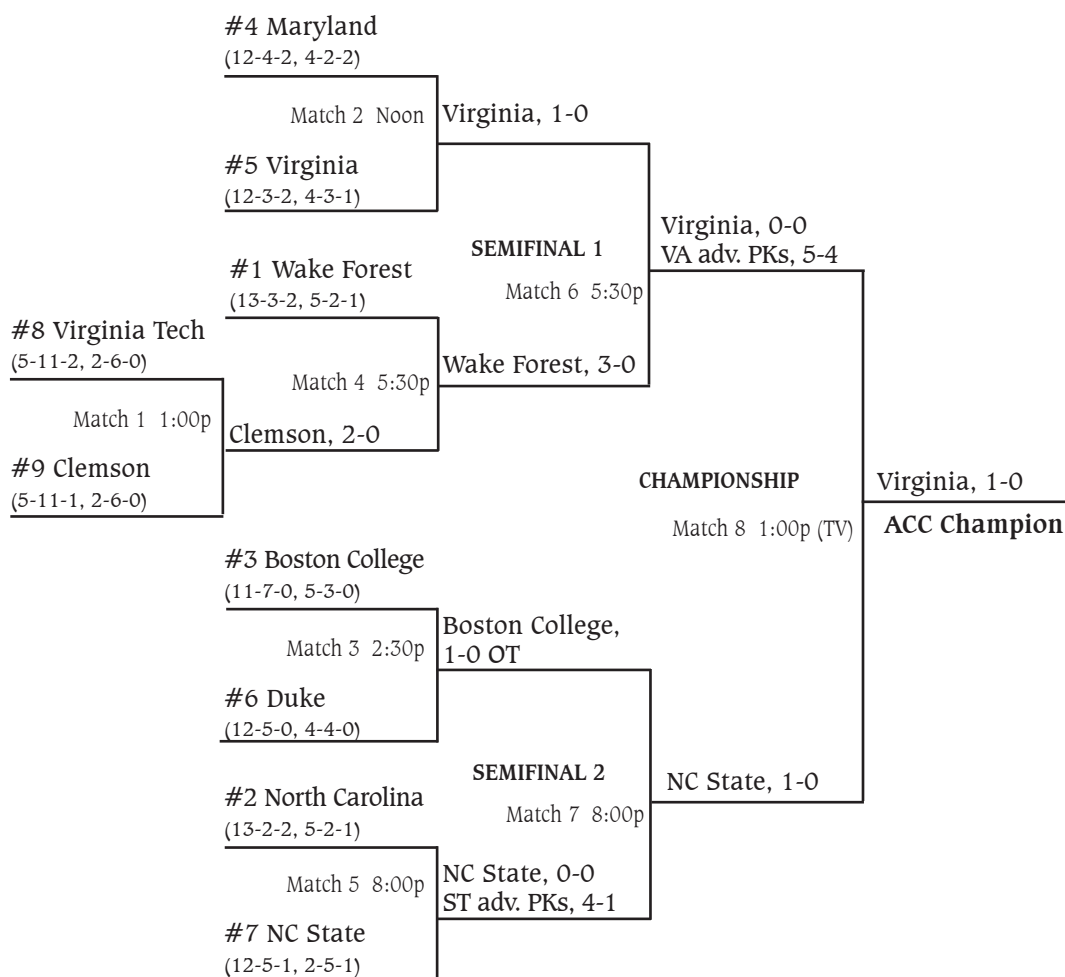 #4 Maryland
(12-4-2, 4-2-2)
Match 2 Noon
Virginia, 1-0
#5 Virginia
(12-3-2, 4-3-1)
SEMIFINAL 1
Match 6 5:30p
Virginia, 0-0
VA adv. PKs, 5-4
#1 Wake Forest
(13-3-2, 5-2-1)
#8 Virginia Tech
(5-11-2, 2-6-0)
Match 4 5:30p
Wake Forest, 3-0
Match 1 1:00p
Clemson, 2-0
#9 Clemson
(5-11-1, 2-6-0)
CHAMPIONSHIP
Match 8 1:00p (TV)
Virginia, 1-0
ACC Champion
#3 Boston College
(11-7-0, 5-3-0)
Match 3 2:30p
Boston College,
1-0 OT
#6 Duke
(12-5-0, 4-4-0)
SEMIFINAL 2
Match 7 8:00p
NC State, 1-0
#2 North Carolina
(13-2-2, 5-2-1)
Match 5 8:00p
NC State, 0-0
ST adv. PKs, 4-1
#7 NC State
(12-5-1, 2-5-1)